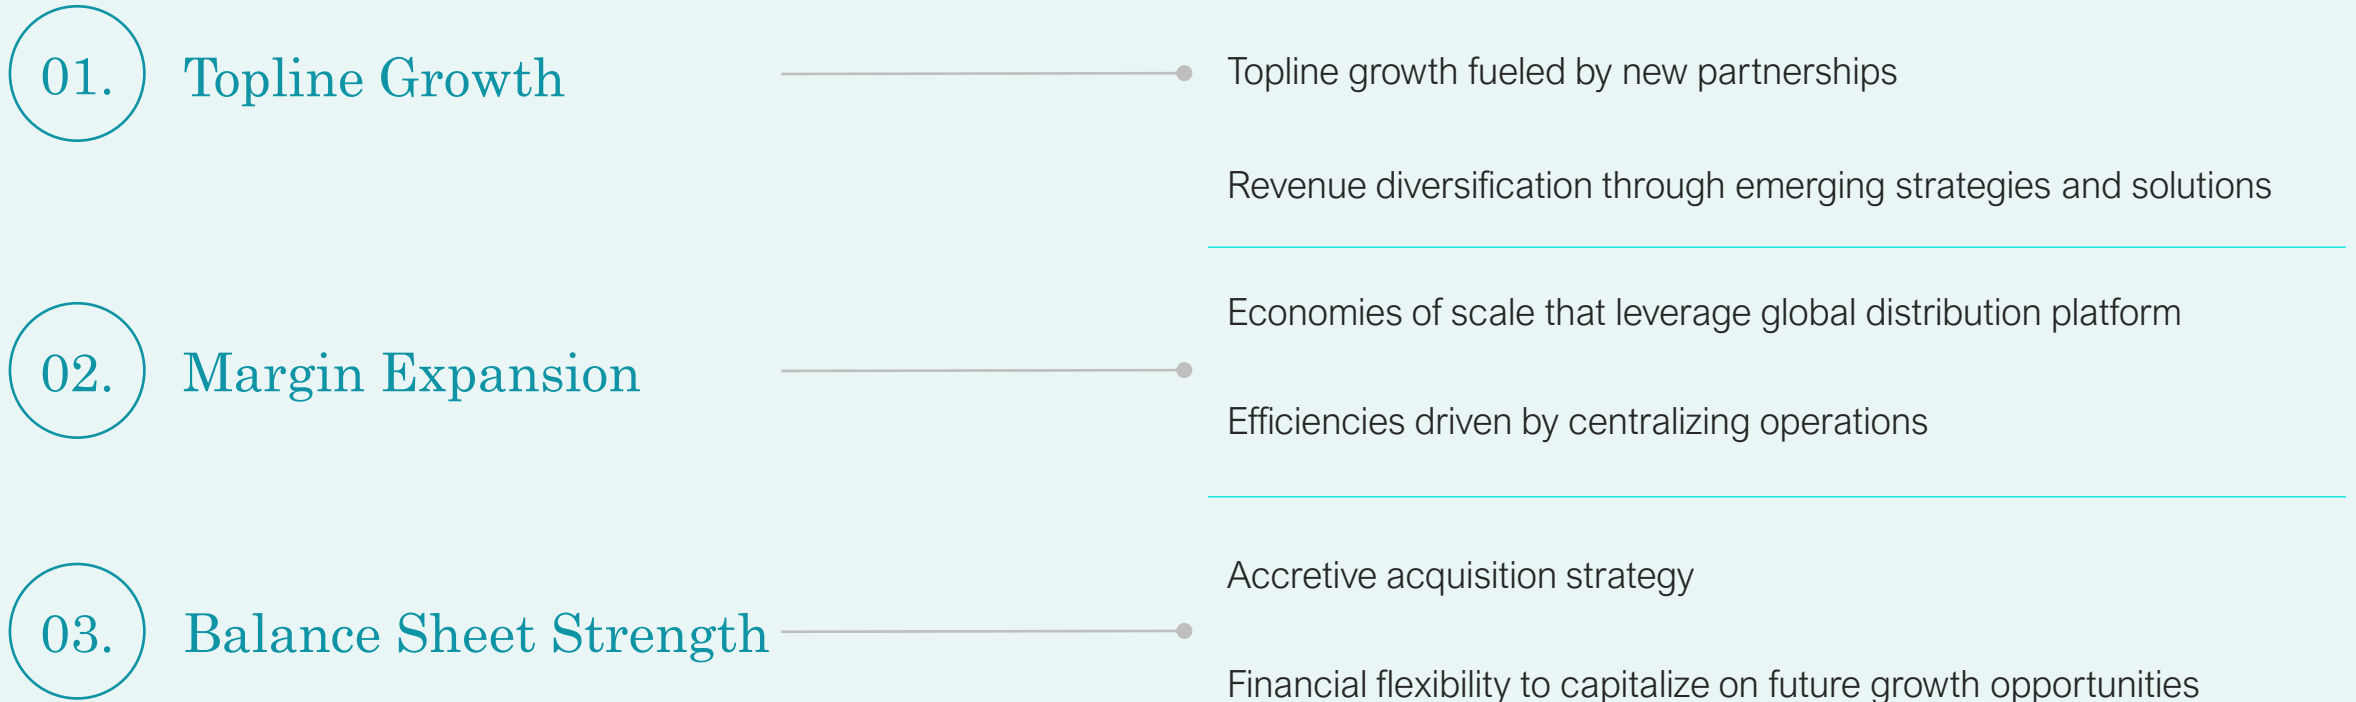 01. Topline Growth
Topline growth fueled by new partnerships
Revenue diversification through emerging strategies and solutions
02. Margin Expansion
Economies of scale that leverage global distribution platform
Efficiencies driven by centralizing operations
03. Balance Sheet Strength
Accretive acquisition strategy
Financial flexibility to capitalize on future growth opportunities